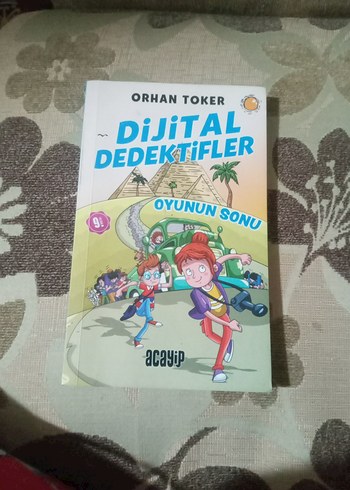 ORHAN TOKER
DİJİTAL
DEDEKTİFLER
OYUNUN SONU
9.
acayip